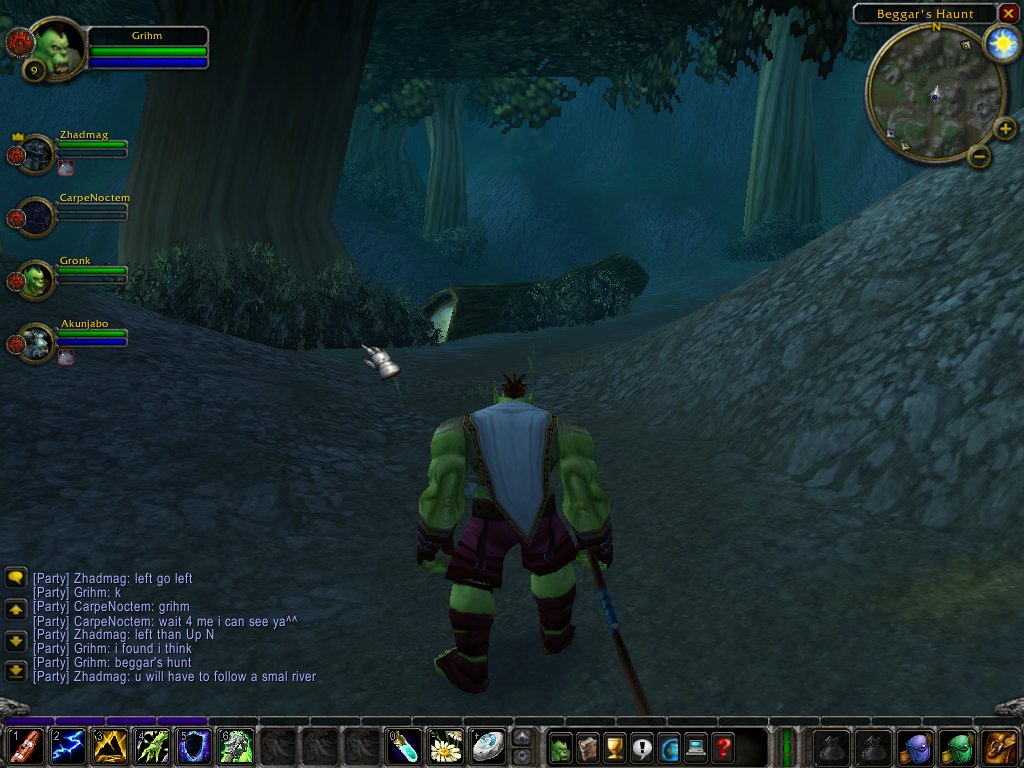 Grihm
9
Beggar's Haunt
N
Zhadmag
CarpeNoctem
Gronk
Akunjabo
[Party] Zhadmag: left go left
[Party] Grihm: k
[Party] CarpeNoctem: grihm
[Party] CarpeNoctem: wait 4 me i can see ya^^
[Party] Zhadmag: left than Up N
[Party] Grihm: i found i think
[Party] Grihm: beggar's hunt
[Party] Zhadmag: u will have to follow a smal river
1 2 3 4 5 6 0 - +